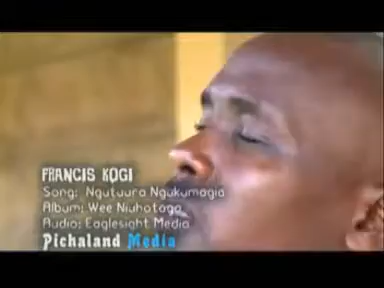 FRANCIS KOGI
Song: Ngutuura Ngukumagia
Album: Wee Niuhotaga
Audio: Eaglesight Media
Pichaland Media